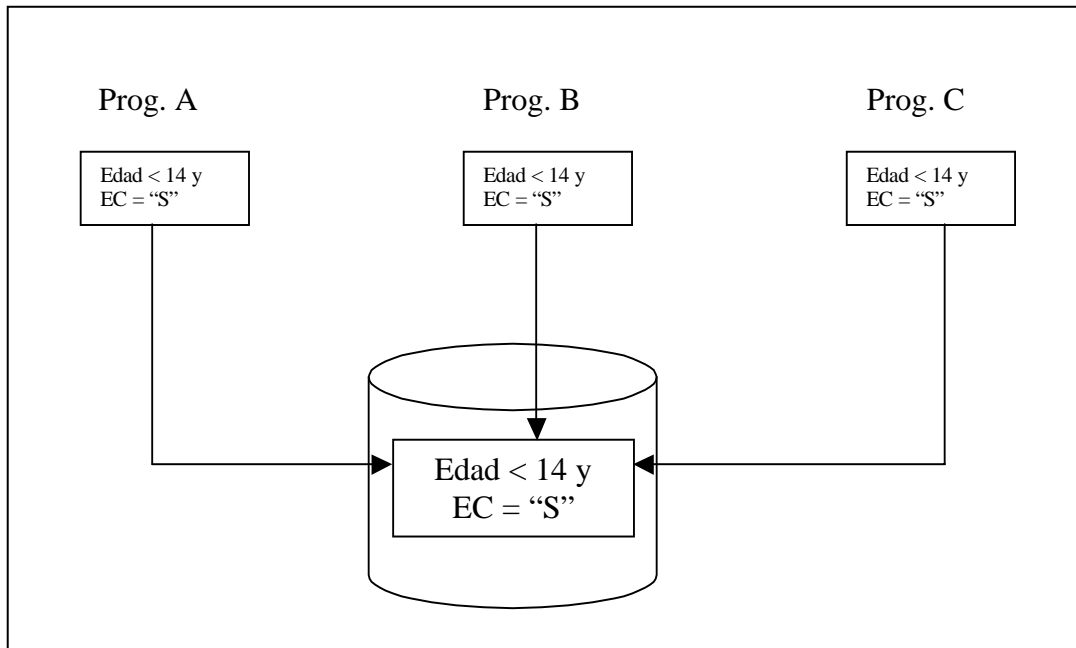 Prog. A
Prog. B
Prog. C
Edad < 14 y
EC = “S”
Edad < 14 y
EC = “S”
Edad < 14 y
EC = “S”
Edad < 14 y
EC = “S”